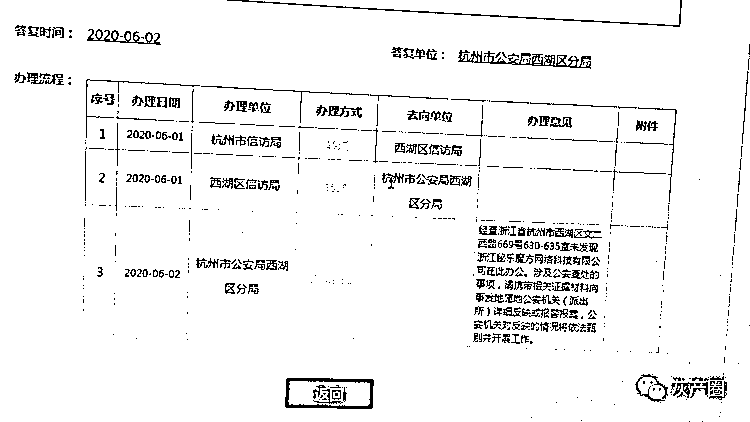 答复时间： 2020-06-02
答复单位： 杭州市公安局西湖区分局
办理流程：
序号 办理日期 办理单位 办理方式 去向单位 办理意见 附件
1 2020-06-01 杭州市信访局 西湖区信访局
2 2020-06-01 西湖区信访局 杭州市公安局西湖
区分局
3 2020-06-02 杭州市公安局西湖
区分局
经查浙江省杭州市西湖区文二
西路669号630-635室未发现
浙江秘乐魔方网络科技有限公
司在此办公。涉及公安查处的
事项，请携带相关证据材料向
事发地属地公安机关（派出
所）详细反映或报警报案，公
安机关对反映的情况将依法甄
别并开展工作。
返回
灰产圈